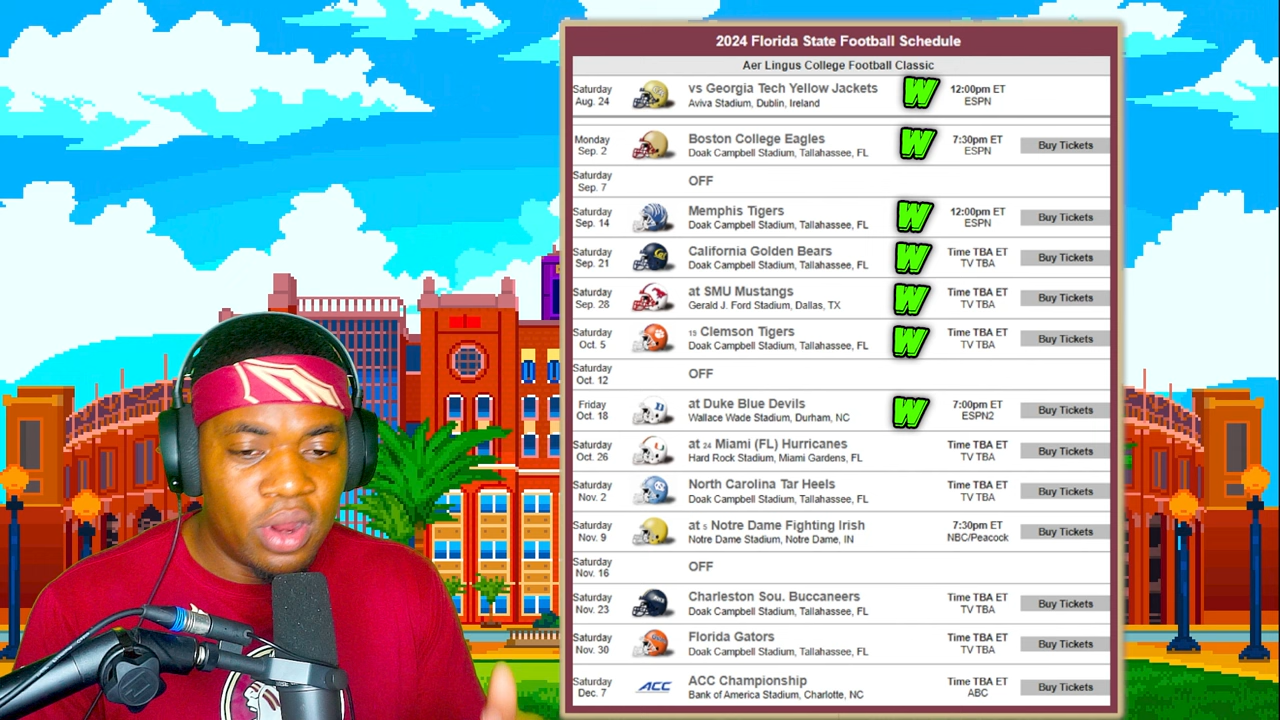 2024 Florida State Football Schedule
Aer Lingus College Football Classic
Saturday Aug. 24 vs Georgia Tech Yellow Jackets W 12:00pm ET
Aviva Stadium, Dublin, Ireland ESPN
Monday Sep. 2 Boston College Eagles W 7:30pm ET Buy Tickets
Doak Campbell Stadium, Tallahassee, FL ESPN
Saturday Sep. 7 OFF
Saturday Sep. 14 Memphis Tigers W 12:00pm ET Buy Tickets
Doak Campbell Stadium, Tallahassee, FL ESPN
Saturday Sep. 21 California Golden Bears W Time TBA ET Buy Tickets
Doak Campbell Stadium, Tallahassee, FL TV TBA
Saturday Sep. 28 at SMU Mustangs W Time TBA ET Buy Tickets
Gerald J. Ford Stadium, Dallas, TX TV TBA
Saturday Oct. 5 Clemson Tigers W Time TBA ET Buy Tickets
Doak Campbell Stadium, Tallahassee, FL TV TBA
Saturday Oct. 12 OFF
Friday Oct. 18 at Duke Blue Devils W 7:00pm ET Buy Tickets
Wallace Wade Stadium, Durham, NC ESPN2
Saturday Oct. 26 at 24 Miami (FL) Hurricanes Time TBA ET Buy Tickets
Hard Rock Stadium, Miami Gardens, FL TV TBA
Saturday Nov. 2 North Carolina Tar Heels Time TBA ET Buy Tickets
Doak Campbell Stadium, Tallahassee, FL TV TBA
Saturday Nov. 9 at 5 Notre Dame Fighting Irish 7:30pm ET Buy Tickets
Notre Dame Stadium, Notre Dame, IN NBC/Peacock
Saturday Nov. 16 OFF
Saturday Nov. 23 Charleston Sou. Buccaneers Time TBA ET Buy Tickets
Doak Campbell Stadium, Tallahassee, FL TV TBA
Saturday Nov. 30 Florida Gators Time TBA ET Buy Tickets
Doak Campbell Stadium, Tallahassee, FL TV TBA
Saturday Dec. 7 ACC ACC Championship Time TBA ET Buy Tickets
Bank of America Stadium, Charlotte, NC ABC